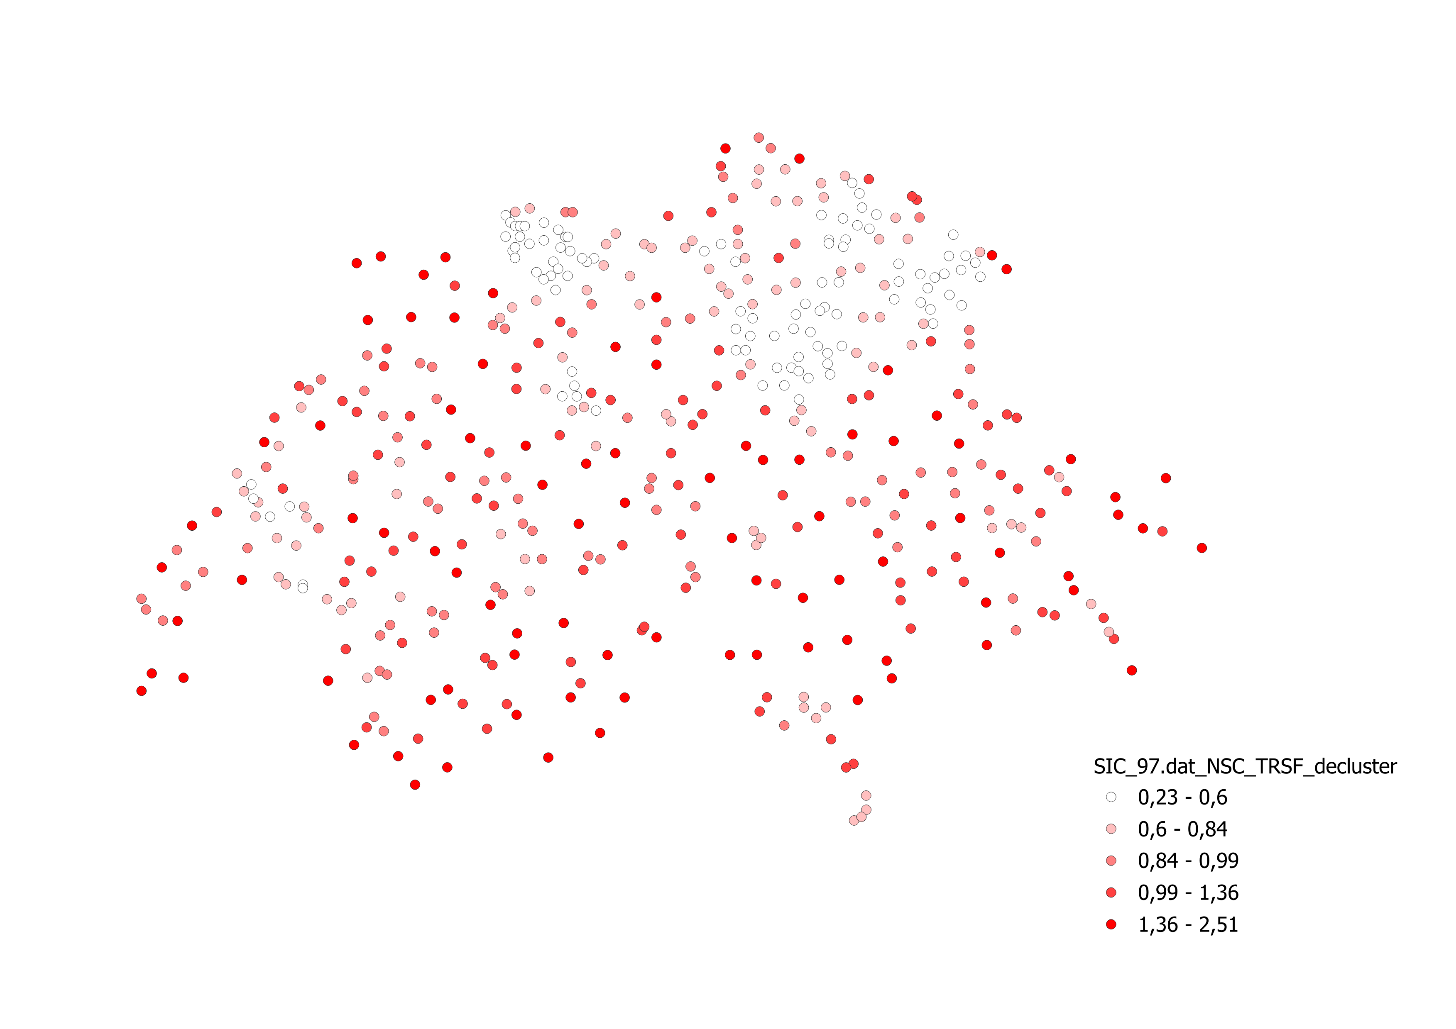 SIC_97.dat_NSC_TRSF_decluster
0,23 - 0,6
0,6 - 0,84
0,84 - 0,99
0,99 - 1,36
1,36 - 2,51